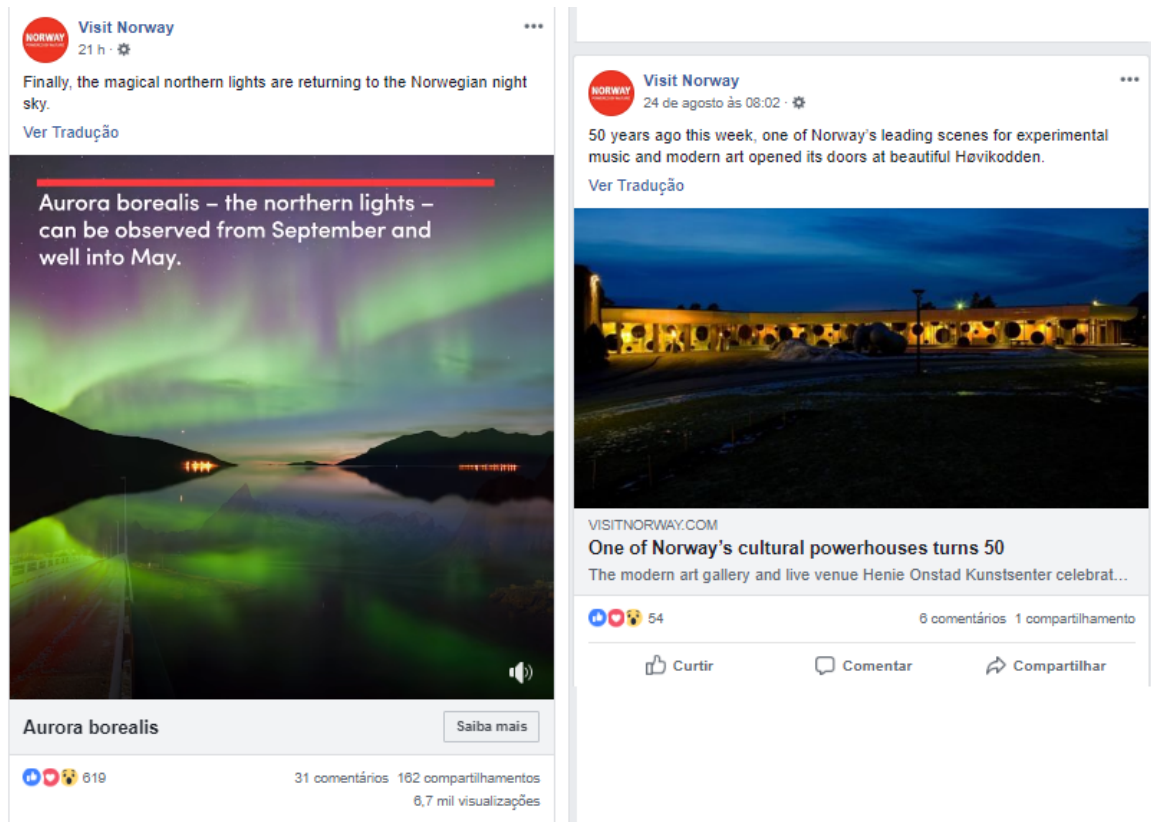 Visit Norway
21 h ·
Finally, the magical northern lights are returning to the Norwegian night
sky.
Ver Tradução
NORWAY
Aurora borealis – the northern lights –
can be observed from September and
well into May.
Aurora borealis
Saiba mais
619
31 comentários 162 compartilhamentos
6,7 mil visualizações
Visit Norway
24 de agosto às 08:02 ·
NORWAY
50 years ago this week, one of Norway's leading scenes for experimental
music and modern art opened its doors at beautiful Høvikodden.
Ver Tradução
VISITNORWAY.COM
One of Norway's cultural powerhouses turns 50
The modern art gallery and live venue Henie Onstad Kunstsenter celebrat...
54
6 comentários 1 compartilhamento
Curtir
Comentar
Compartilhar